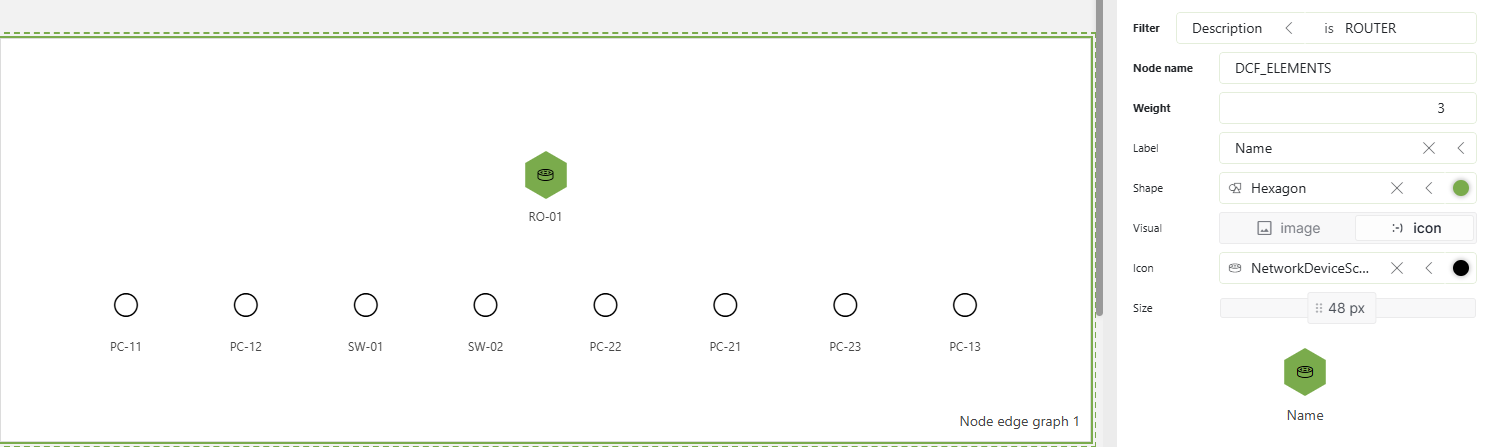 RO-01
PC-11 PC-12 SW-01 SW-02 PC-22 PC-21 PC-23 PC-13
Node edge graph 1
Filter Description is ROUTER
Node name DCF_ELEMENTS
Weight 3
Label Name
Shape Hexagon
Visual image :-) icon
Icon NetworkDeviceSc...
Size 48 px
Name